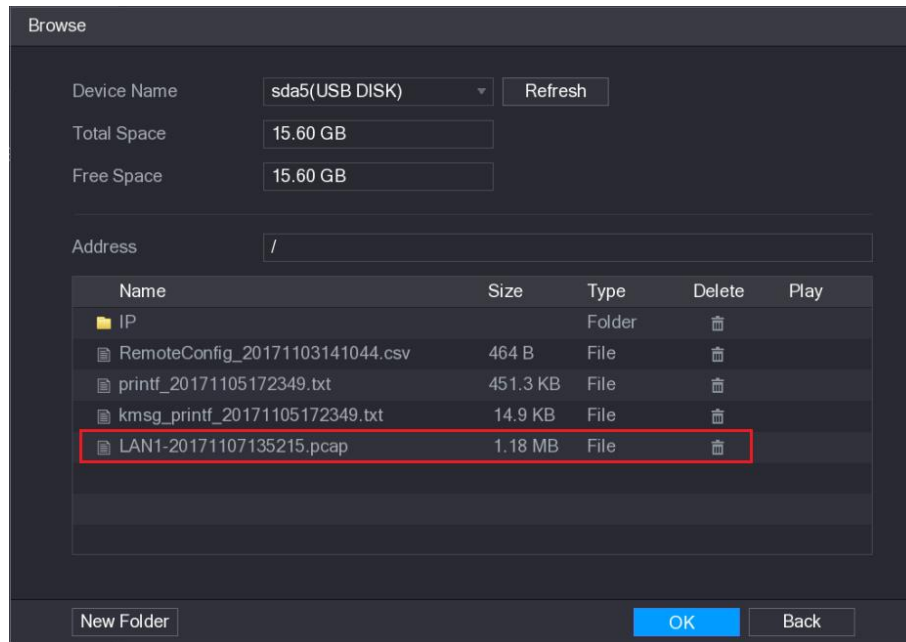 Browse
Device Name sda5(USB DISK) Refresh
Total Space 15.60 GB
Free Space 15.60 GB
Address /
Name Size Type Delete Play
IP Folder
RemoteConfig_20171103141044.csv 464 B File
printf_20171105172349.txt 451.3 KB File
kmsg_printf_20171105172349.txt 14.9 KB File
LAN1-20171107135215.pcap 1.18 MB File
New Folder OK Back